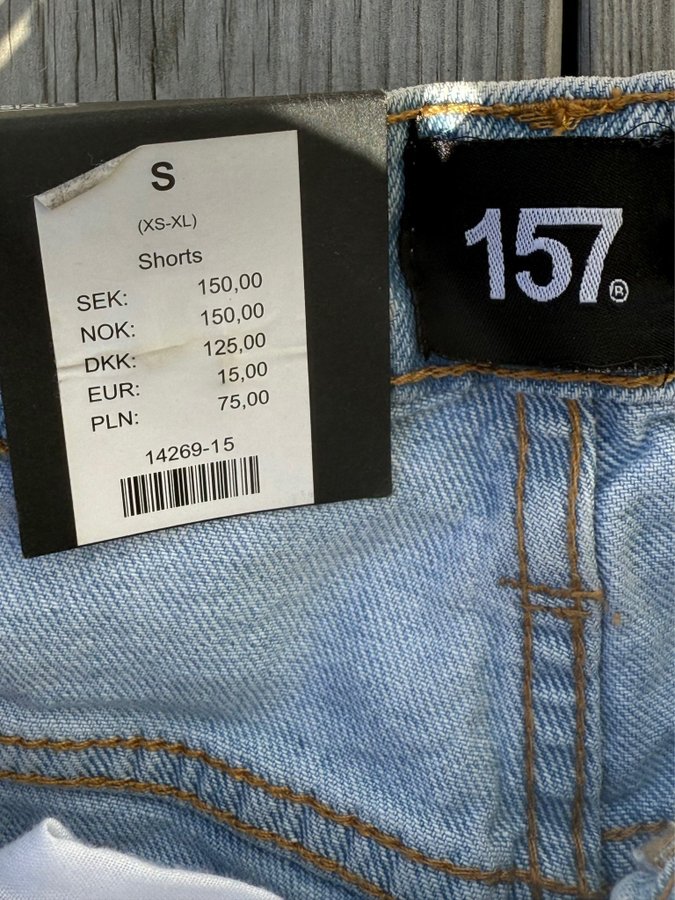 S
(XS-XL)
Shorts
SEK: 150,00
NOK: 150,00
DKK: 125,00
EUR: 15,00
PLN: 75,00
14269-15
157®